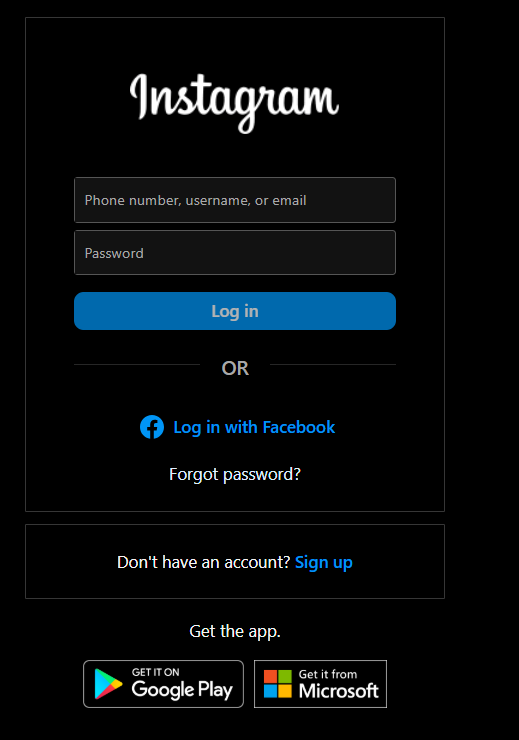 Instagram
Phone number, username, or email
Password
Log in
OR
Log in with Facebook
Forgot password?
Don't have an account? Sign up
Get the app.
GET IT ON
Google Play
Get it from
Microsoft